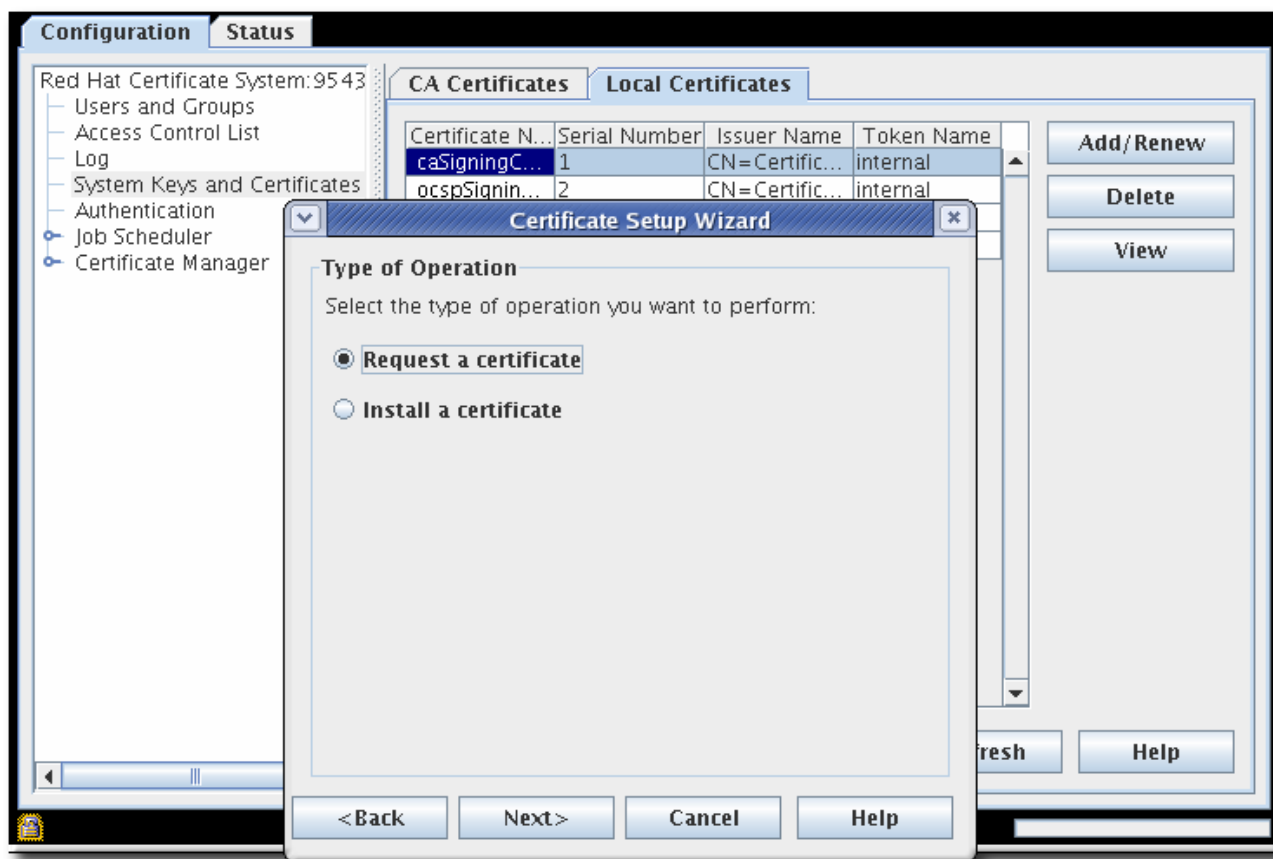 Configuration Status
Red Hat Certificate System:9543
Users and Groups
Access Control List
Log
System Keys and Certificates
Authentication
Job Scheduler
Certificate Manager
CA Certificates Local Certificates
Certificate N... Serial Number Issuer Name Token Name
caSigningC... 1 CN=Certific... internal
ocspSignin... 2 CN=Certific... internal
Add/Renew
Delete
View
Certificate Setup Wizard
Type of Operation
Select the type of operation you want to perform:
Request a certificate
Install a certificate
<Back Next> Cancel Help
fresh Help